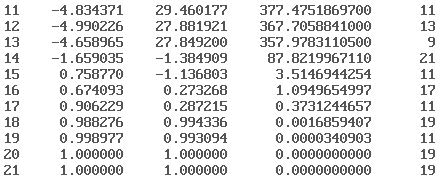 11 -4.834371 29.460177 377.4751869700 11
12 -4.990226 27.881921 367.7058841000 13
13 -4.658965 27.849200 357.9783110500 9
14 -1.659035 -1.384909 87.8219967110 21
15 0.758770 -1.136803 3.5146944254 11
16 0.674093 0.273268 1.0949654997 17
17 0.906229 0.287215 0.3731244657 11
18 0.988276 0.994336 0.0016859407 19
19 0.998977 0.993094 0.0000340903 11
20 1.000000 1.000000 0.0000000000 19
21 1.000000 1.000000 0.0000000000 19